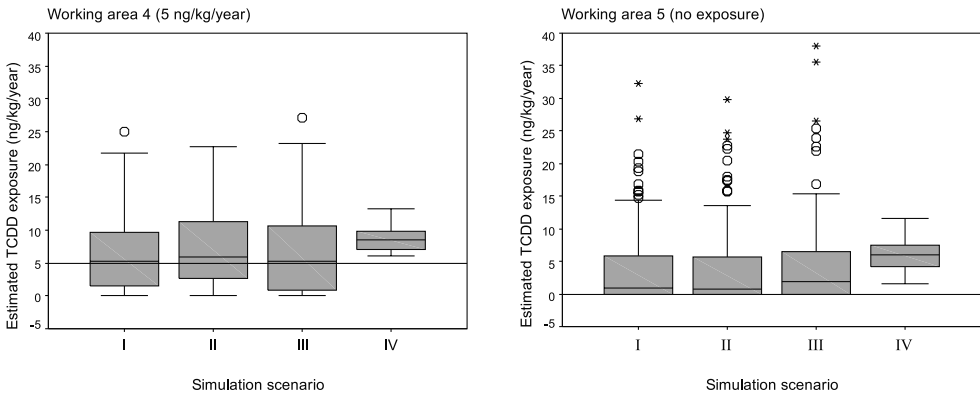 Working area 4 (5 ng/kg/year)
Estimated TCDD exposure (ng/kg/year)
40
35
30
25
20
15
10
5
0
-5
I II III IV
Simulation scenario
Working area 5 (no exposure)
Estimated TCDD exposure (ng/kg/year)
40
35
30
25
20
15
10
5
0
-5
I II III IV
Simulation scenario